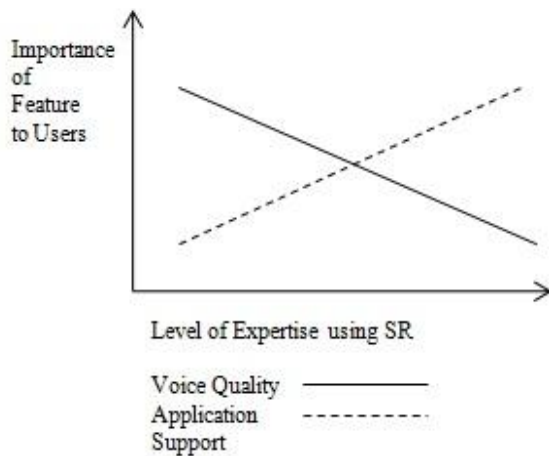 Importance
of
Feature
to Users
Level of Expertise using SR
Voice Quality
Application
Support